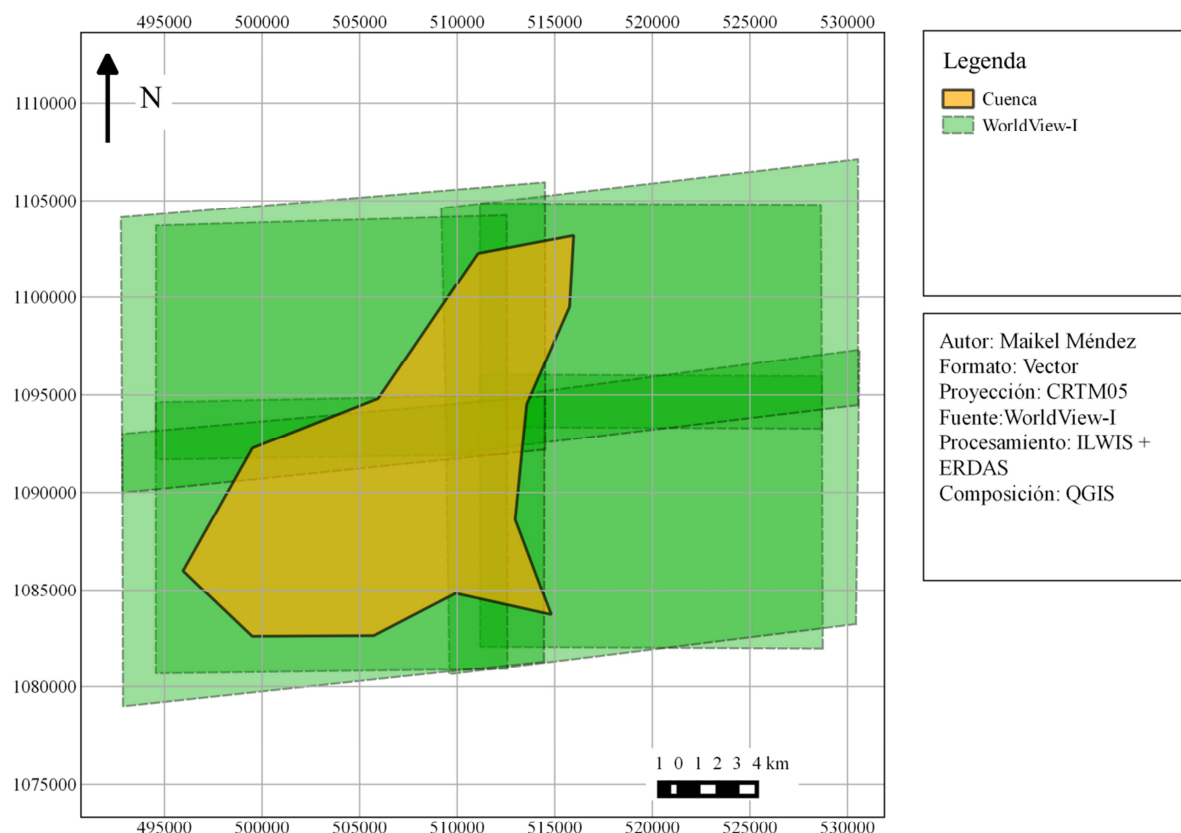 495000 500000 505000 510000 515000 520000 525000 530000
N
1110000
1105000
1100000
1095000
1090000
1085000
1080000
1075000
1 0 1 2 3 4 km
495000 500000 505000 510000 515000 520000 525000 530000
Legenda
Cuenca
WorldView-I
Autor: Maikel Méndez
Formato: Vector
Proyección: CRTM05
Fuente:WorldView-I
Procesamiento: ILWIS +
ERDAS
Composición: QGIS